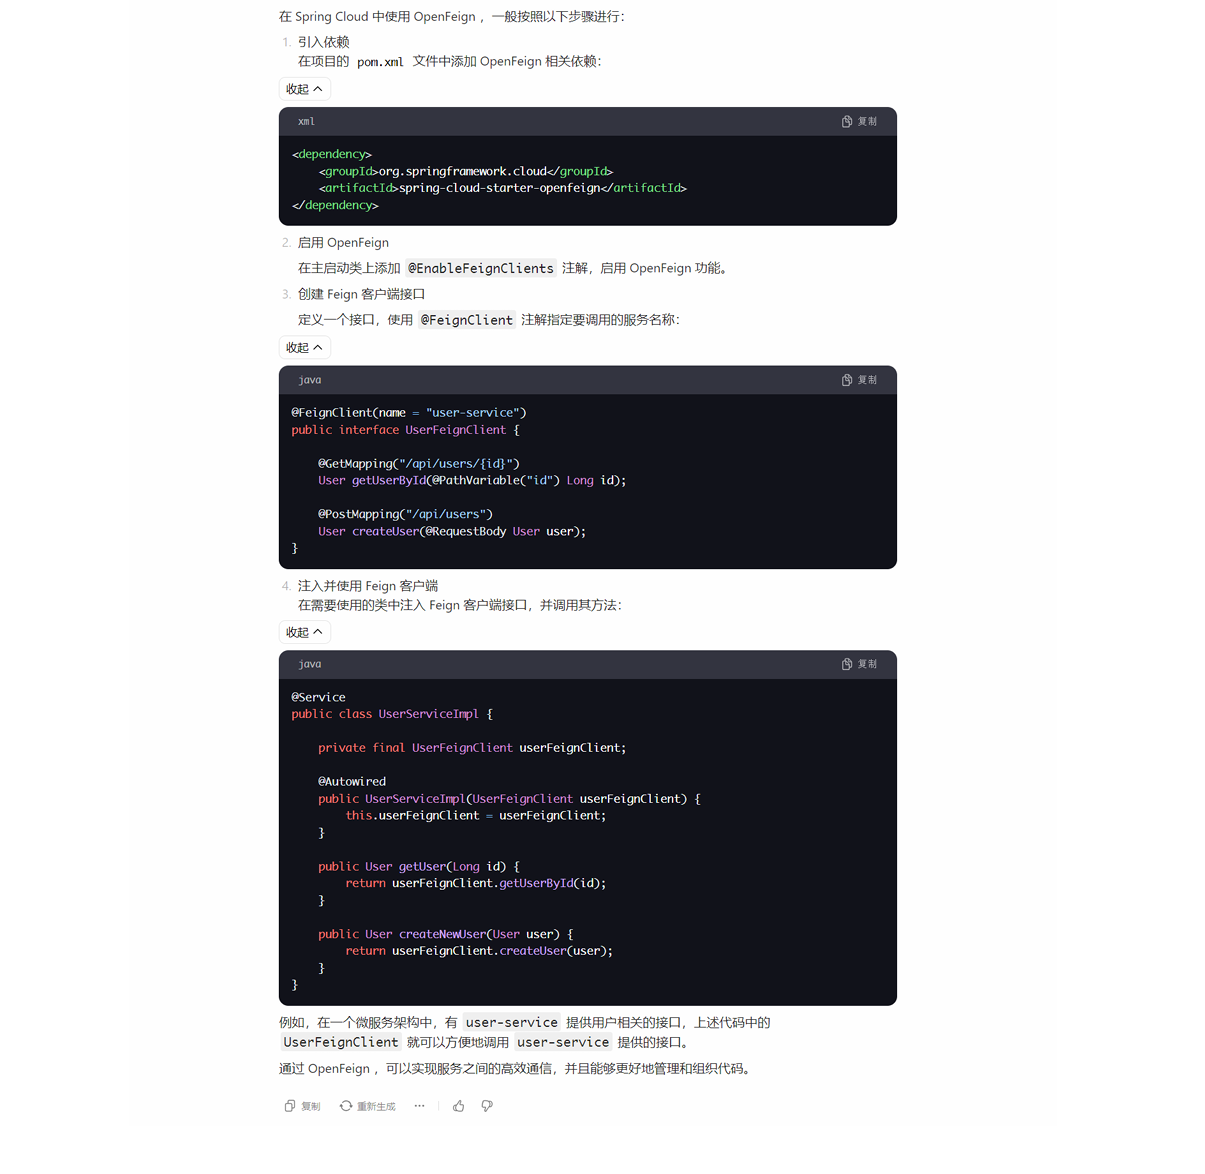 在 Spring Cloud 中使用 OpenFeign ，一般按照以下步骤进行：
1. 引入依赖
在项目的 pom.xml 文件中添加 OpenFeign 相关依赖：
收起
xml 复制
<dependency>
    <groupId>org.springframework.cloud</groupId>
    <artifactId>spring-cloud-starter-openfeign</artifactId>
</dependency>
2. 启用 OpenFeign
在主启动类上添加 @EnableFeignClients 注解，启用 OpenFeign 功能。
3. 创建 Feign 客户端接口
定义一个接口，使用 @FeignClient 注解指定要调用的服务名称：
收起
java 复制
@FeignClient(name = "user-service")
public interface UserFeignClient {
    @GetMapping("/api/users/{id}")
    User getUserById(@PathVariable("id") Long id);
    @PostMapping("/api/users")
    User createUser(@RequestBody User user);
}
4. 注入并使用 Feign 客户端
在需要使用的类中注入 Feign 客户端接口，并调用其方法：
收起
java 复制
@Service
public class UserServiceImpl {
    private final UserFeignClient userFeignClient;
    @Autowired
    public UserServiceImpl(UserFeignClient userFeignClient) {
        this.userFeignClient = userFeignClient;
    }
    public User getUser(Long id) {
        return userFeignClient.getUserById(id);
    }
    public User createNewUser(User user) {
        return userFeignClient.createUser(user);
    }
}
例如，在一个微服务架构中，有 user-service 提供用户相关的接口，上述代码中的
UserFeignClient 就可以方便地调用 user-service 提供的接口。
通过 OpenFeign ，可以实现服务之间的高效通信，并且能够更好地管理和组织代码。
复制 重新生成